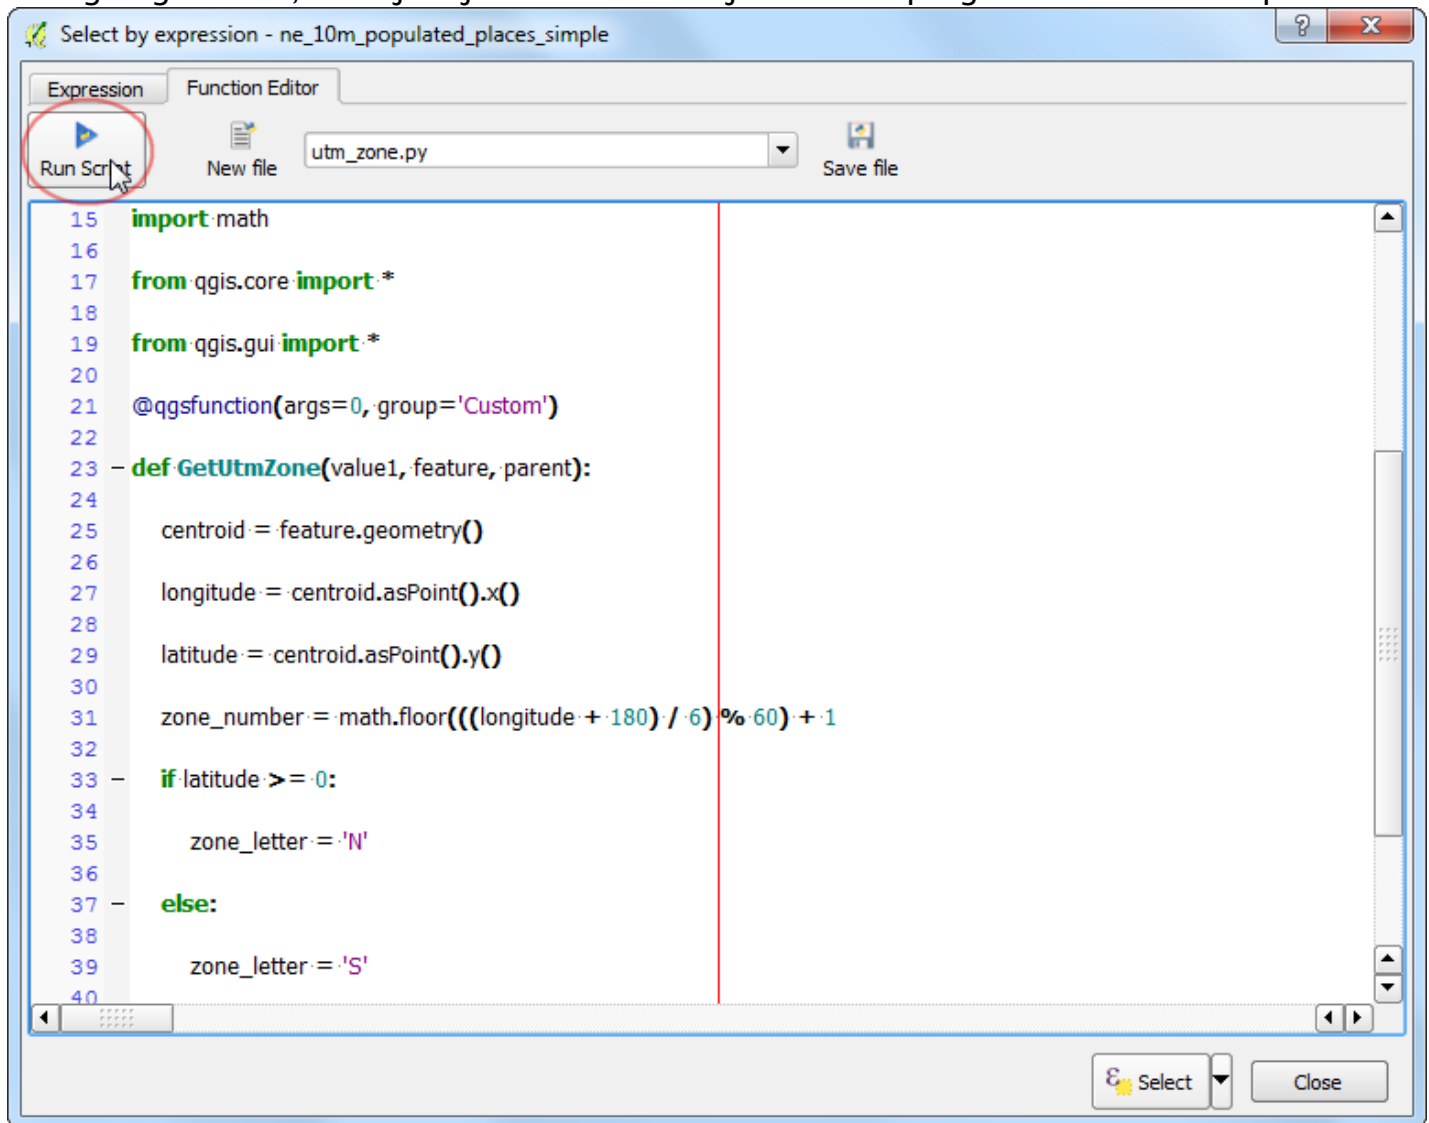 Select by expression - ne_10m_populated_places_simple
Expression Function Editor
Run Script New file utm_zone.py Save file
15 import math
16
17 from qgis.core import *
18
19 from qgis.gui import *
20
21 @qgsfunction(args=0, group='Custom')
22
23 def GetUtmZone(value1, feature, parent):
24
25 centroid = feature.geometry()
26
27 longitude = centroid.asPoint().x()
28
29 latitude = centroid.asPoint().y()
30
31 zone_number = math.floor(((longitude + 180) / 6) % 60) + 1
32
33 if latitude >= 0:
34
35 zone_letter = 'N'
36
37 else:
38
39 zone_letter = 'S'
40
ε Select Close